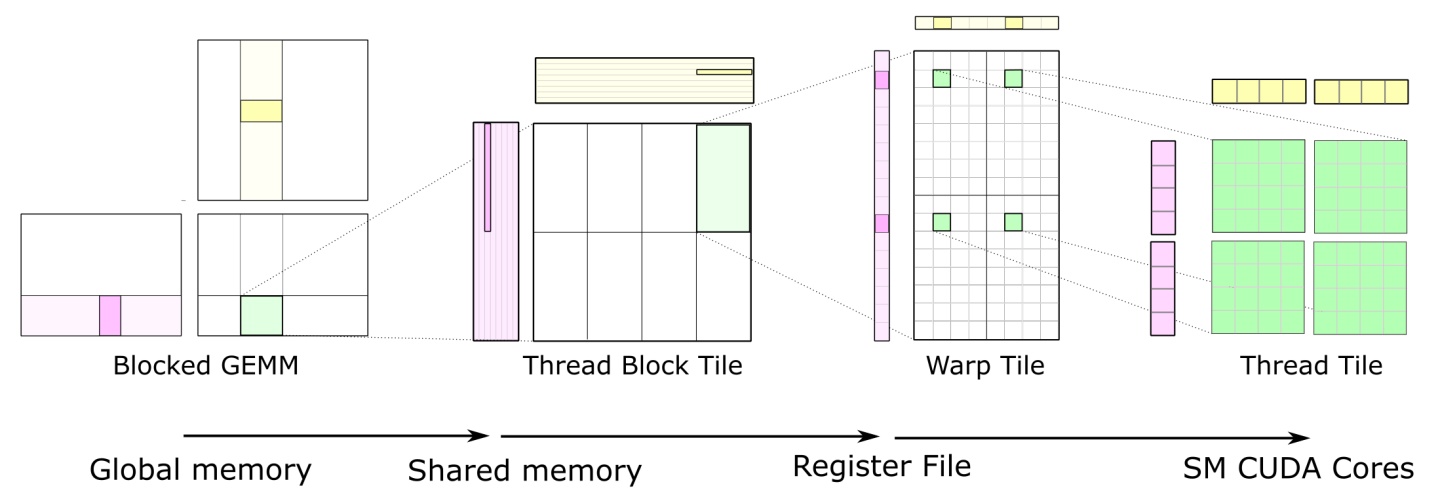 Blocked GEMM
Thread Block Tile
Warp Tile
Thread Tile
Global memory
Shared memory
Register File
SM CUDA Cores